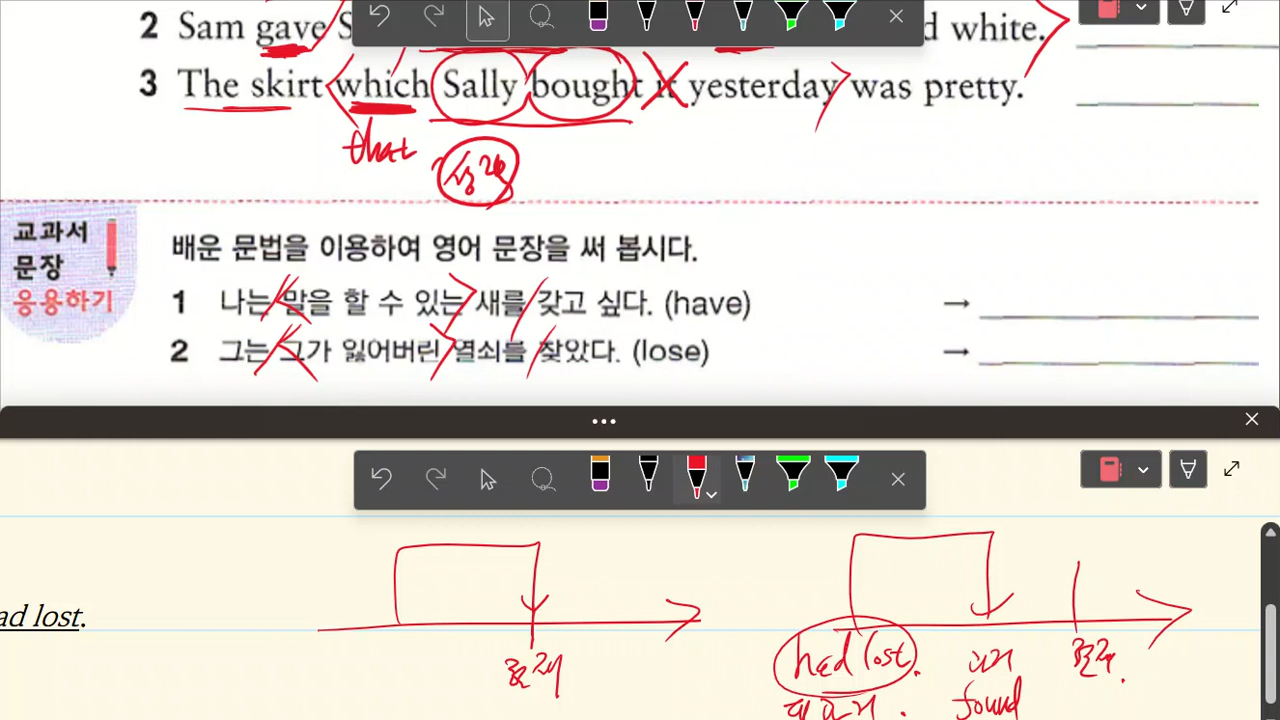 2 Sam gave S d white.
3 The skirt which Sally bought it yesterday was pretty.
that
교과서
문장
응용하기
배운 문법을 이용하여 영어 문장을 써 봅시다.
1 나는 말을 할 수 있는 새를 갖고 싶다. (have) →
2 그는 그가 잃어버린 열쇠를 찾았다. (lose) →
ad lost.
현재
had lost. 과거 현재.
found